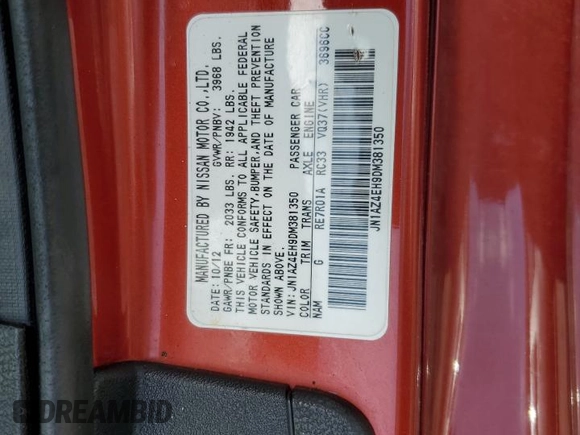 MANUFACTURED BY NISSAN MOTOR CO.,LTD.
DATE: 10/12 GVWR/PNBV: 3968 LBS.
GAWR/PNBE FR: 2033 LBS. RR: 1942 LBS.
THIS VEHICLE CONFORMS TO ALL APPLICABLE FEDERAL
MOTOR VEHICLE SAFETY,BUMPER,AND THEFT PREVENTION
STANDARDS IN EFFECT ON THE DATE OF MANUFACTURE
SHOWN ABOVE.
VIN: JN1AZ4EH9DM381350 PASSENGER CAR
COLOR TRIM TRANS AXLE ENGINE
NAM G RE7R01A RC33 VQ37(VHR) 3696CC
JN1AZ4EH9DM381350
DREAMBID